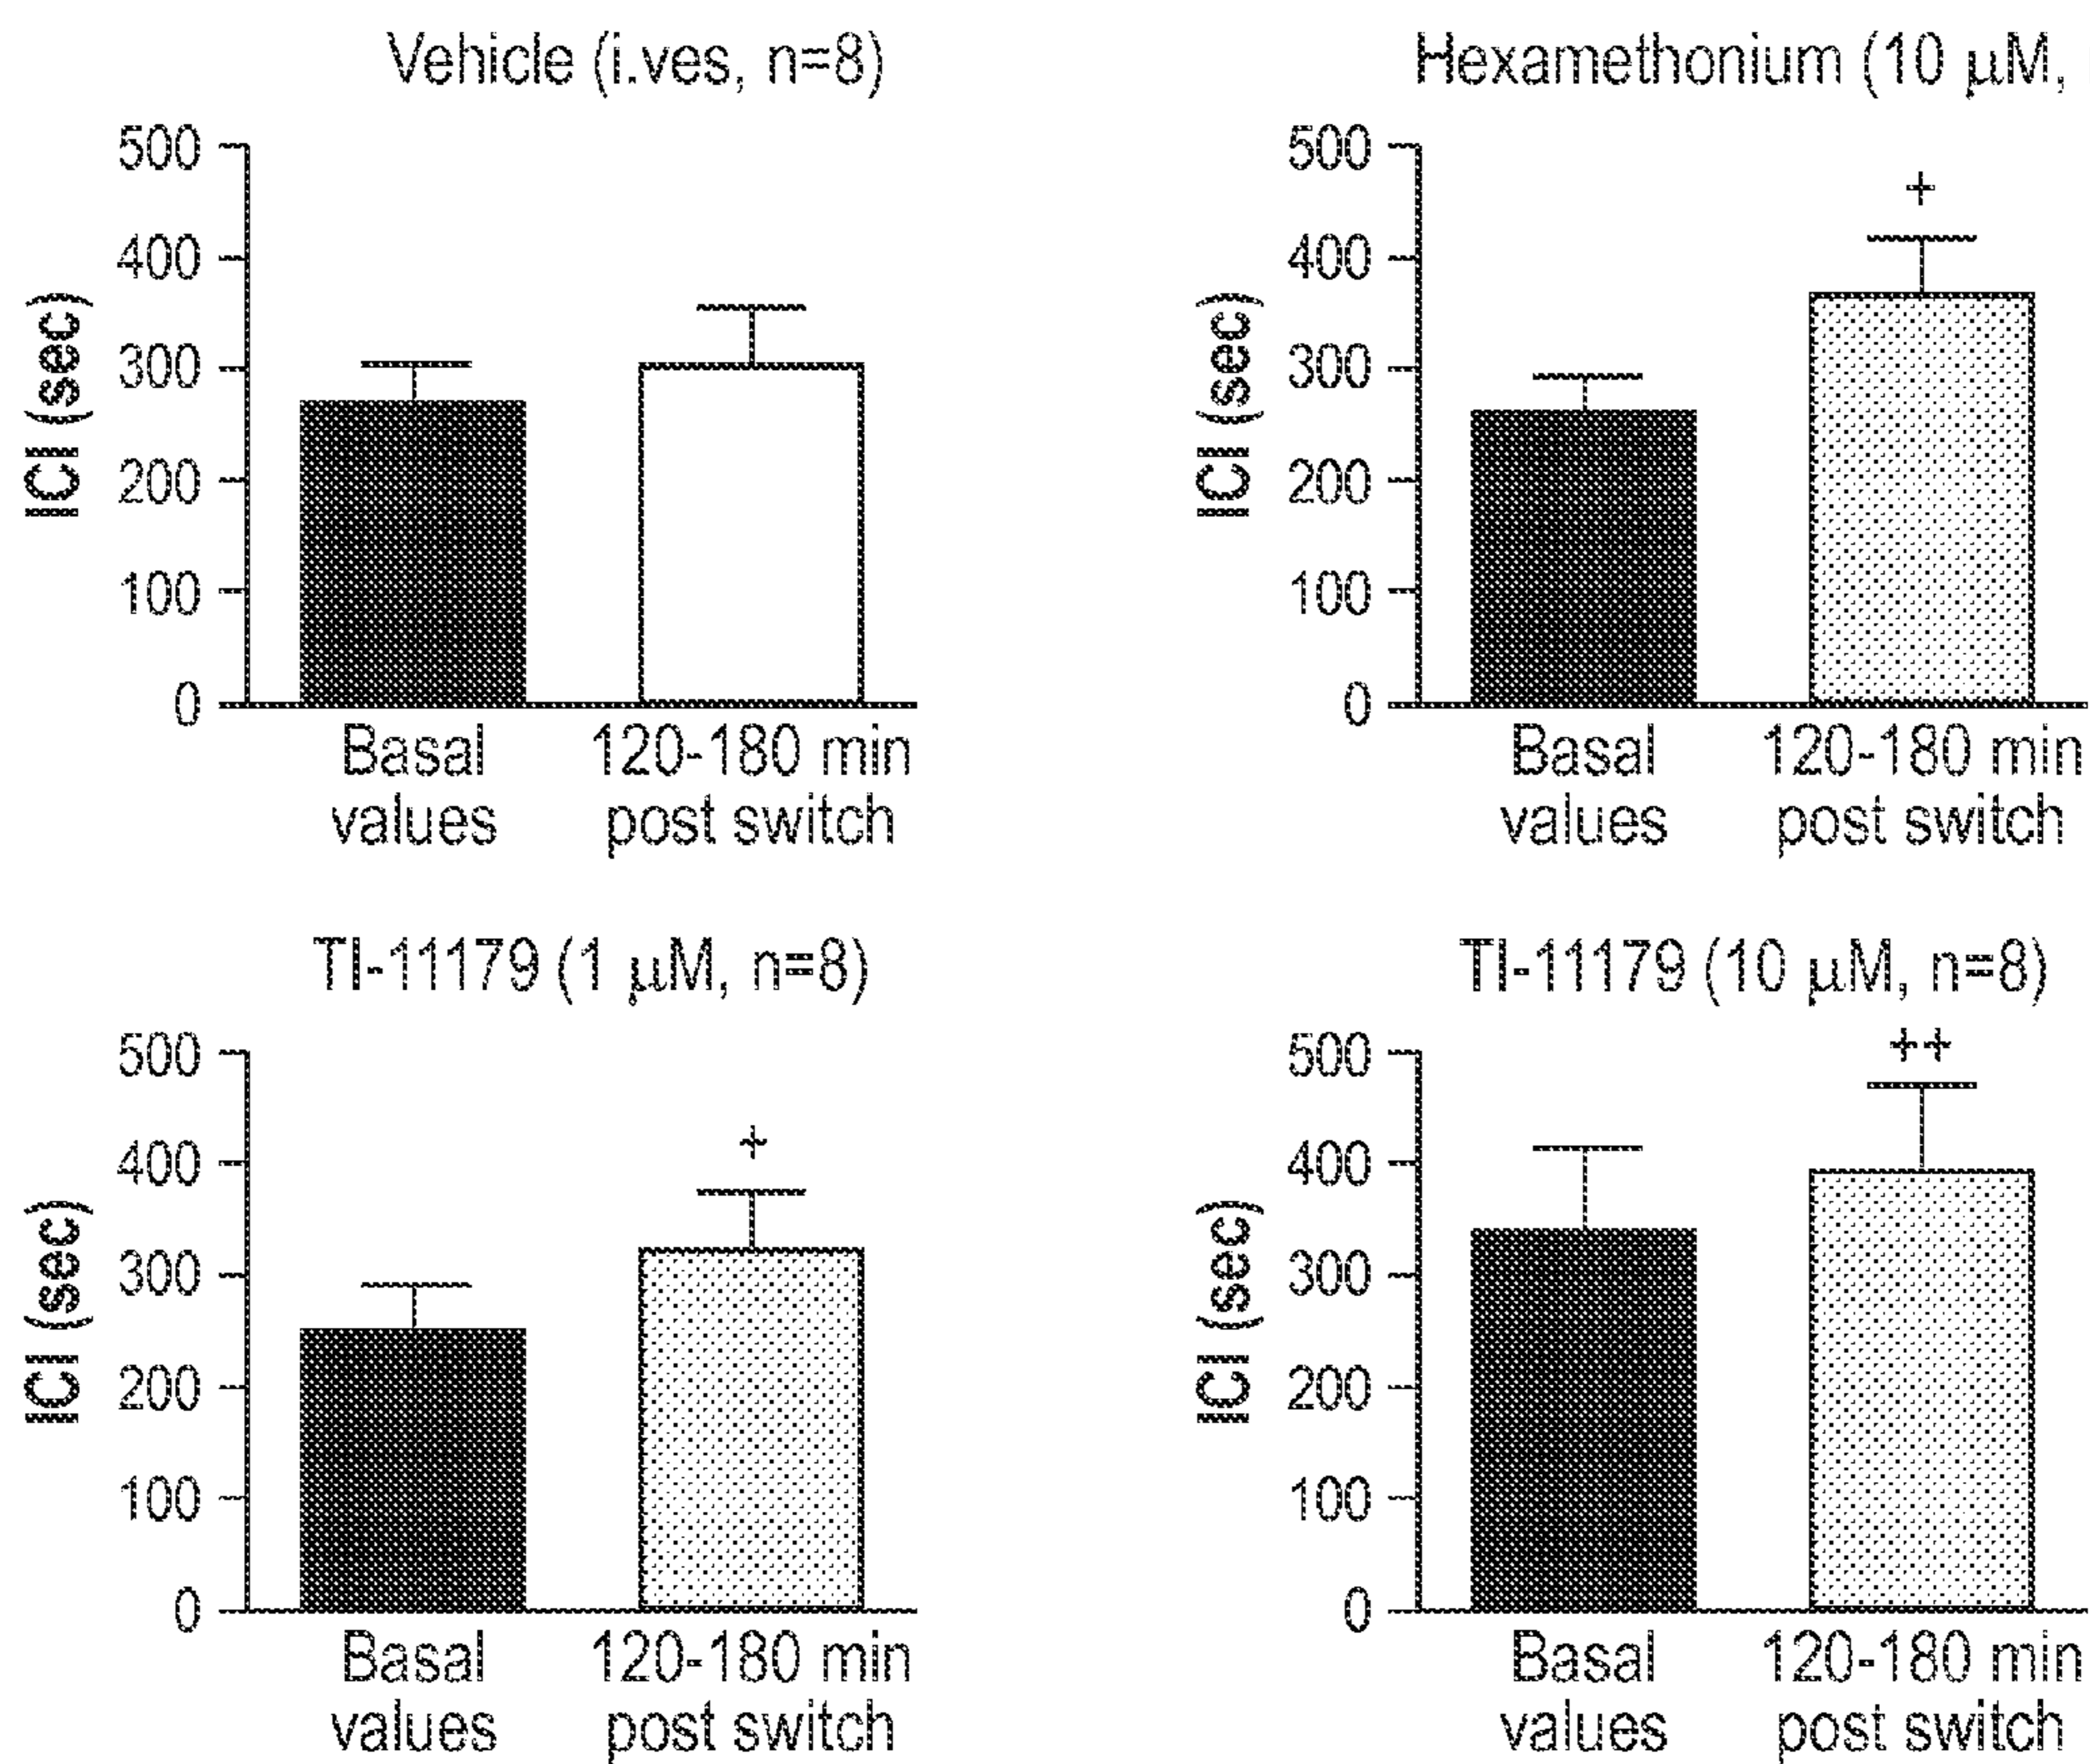 Vehicle (i.ves, n=8)
500
400
300
200
100
0
ICI (sec)
Basal
values
120-180 min
post switch
Hexamethonium (10 μM,
500
+
400
300
200
100
0
ICI (sec)
Basal
values
120-180 min
post switch
TI-11179 (1 μM, n=8)
500
400
+
300
200
100
0
ICI (sec)
Basal
values
120-180 min
post switch
TI-11179 (10 μM, n=8)
500
++
400
300
200
100
0
ICI (sec)
Basal
values
120-180 min
post switch